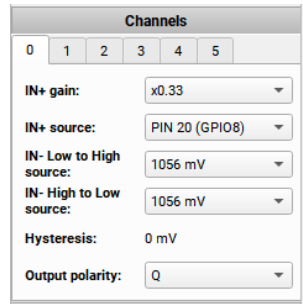 Channels
0 1 2 3 4 5
IN+ gain: x0.33
IN+ source: PIN 20 (GPIO8)
IN- Low to High
source: 1056 mV
IN- High to Low
source: 1056 mV
Hysteresis: 0 mV
Output polarity: Q